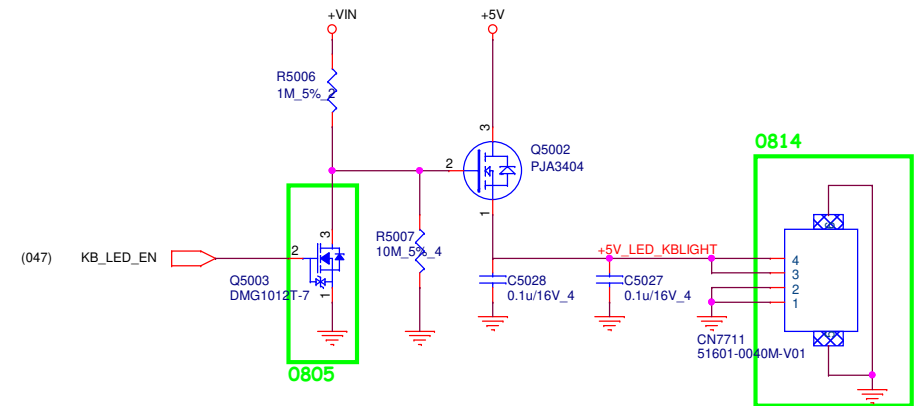 +VIN
+5V
R5006
1M_5%_2
3
Q5002
PJA3404
2
1
0814
R5007
10M_5%_4
(047) KB_LED_EN
2
3
1
Q5003
DMG1012T-7
0805
+5V_LED_KBLIGHT
C5028
0.1u/16V_4
C5027
0.1u/16V_4
4
3
2
1
CN7711
51601-0040M-V01